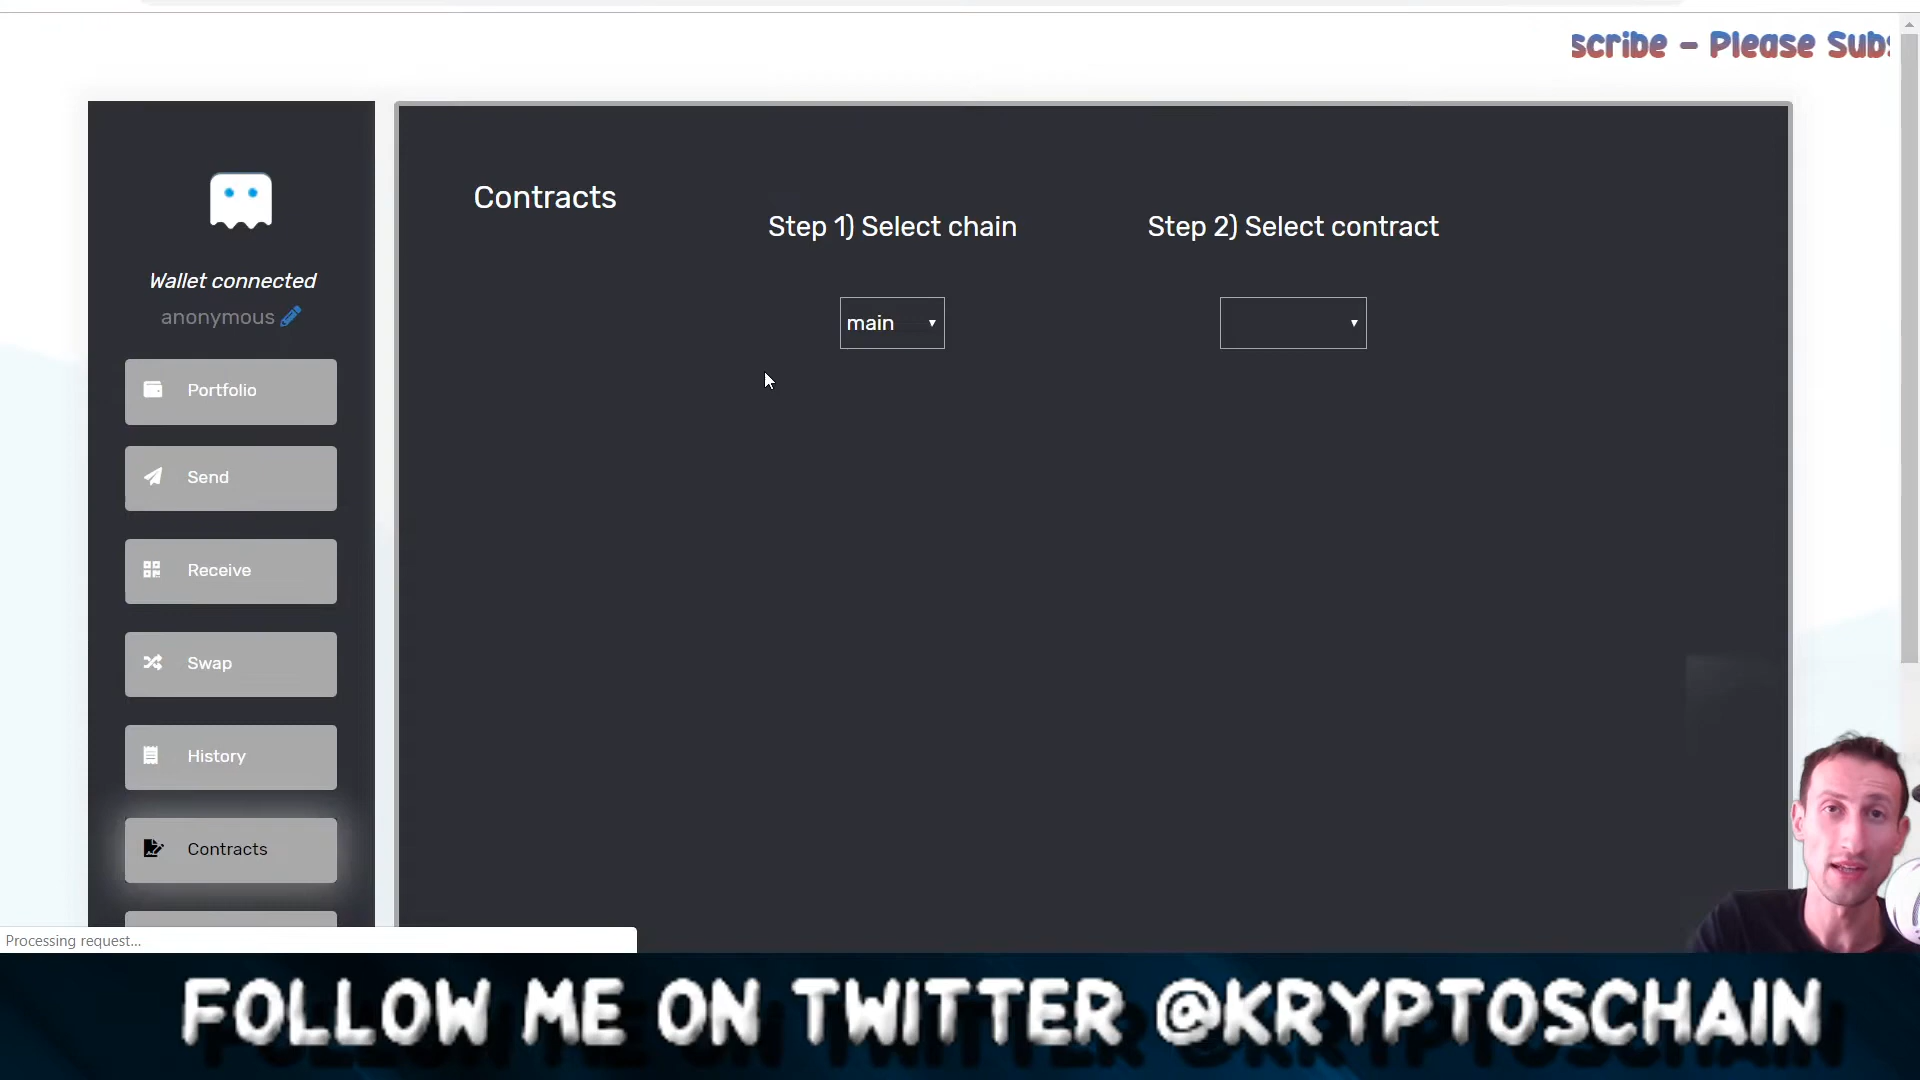 scribe - Please Subs
Contracts
Step 1) Select chain
Step 2) Select contract
Wallet connected
anonymous
main
Portfolio
Send
Receive
Swap
History
Contracts
Processing request...
FOLLOW ME ON TWITTER @KRYPTOSCHAIN